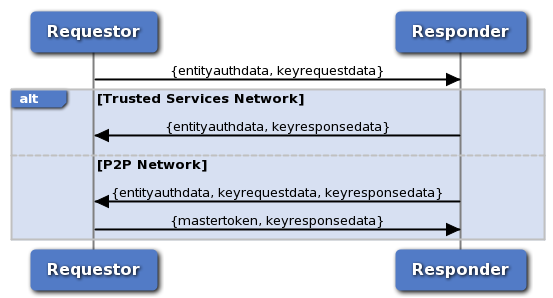 Requestor
Responder
{entityauthdata, keyrequestdata}
alt
[Trusted Services Network]
{entityauthdata, keyresponsedata}
[P2P Network]
{entityauthdata, keyrequestdata, keyresponsedata}
{mastertoken, keyresponsedata}
Requestor
Responder